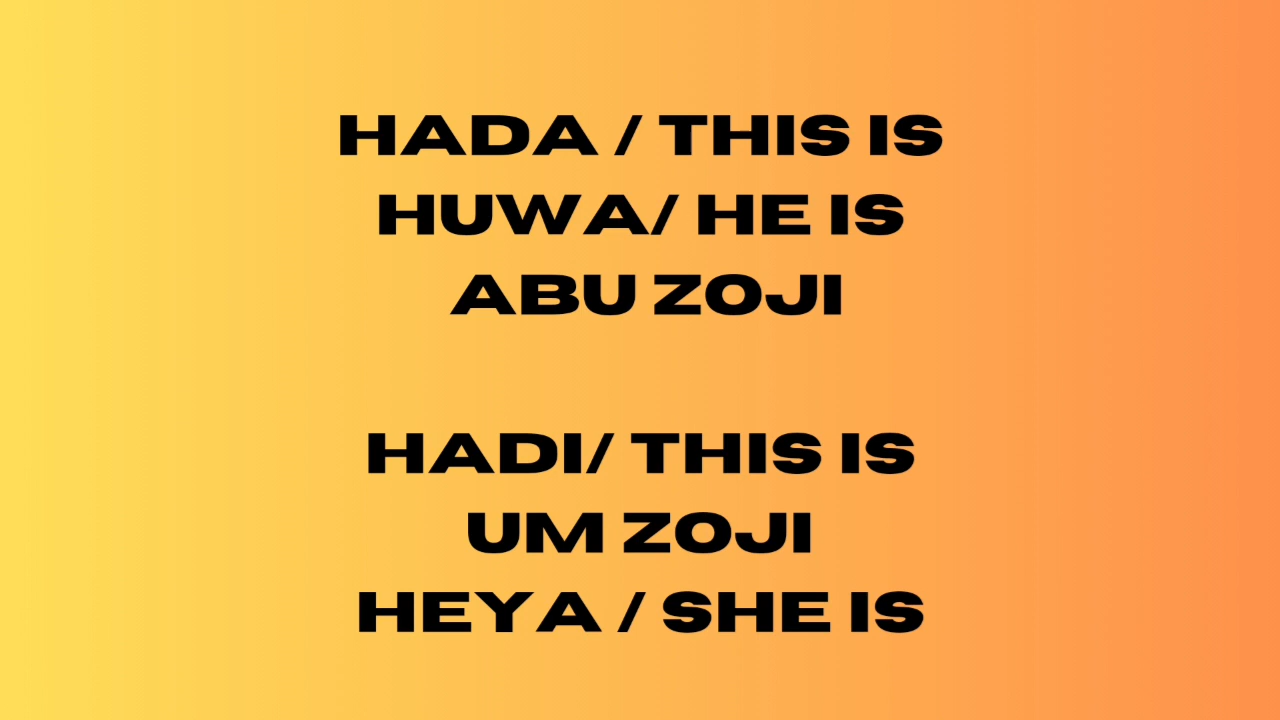 HADA / THIS IS
HUWA/ HE IS
ABU ZOJI
HADI/ THIS IS
UM ZOJI
HEYA / SHE IS